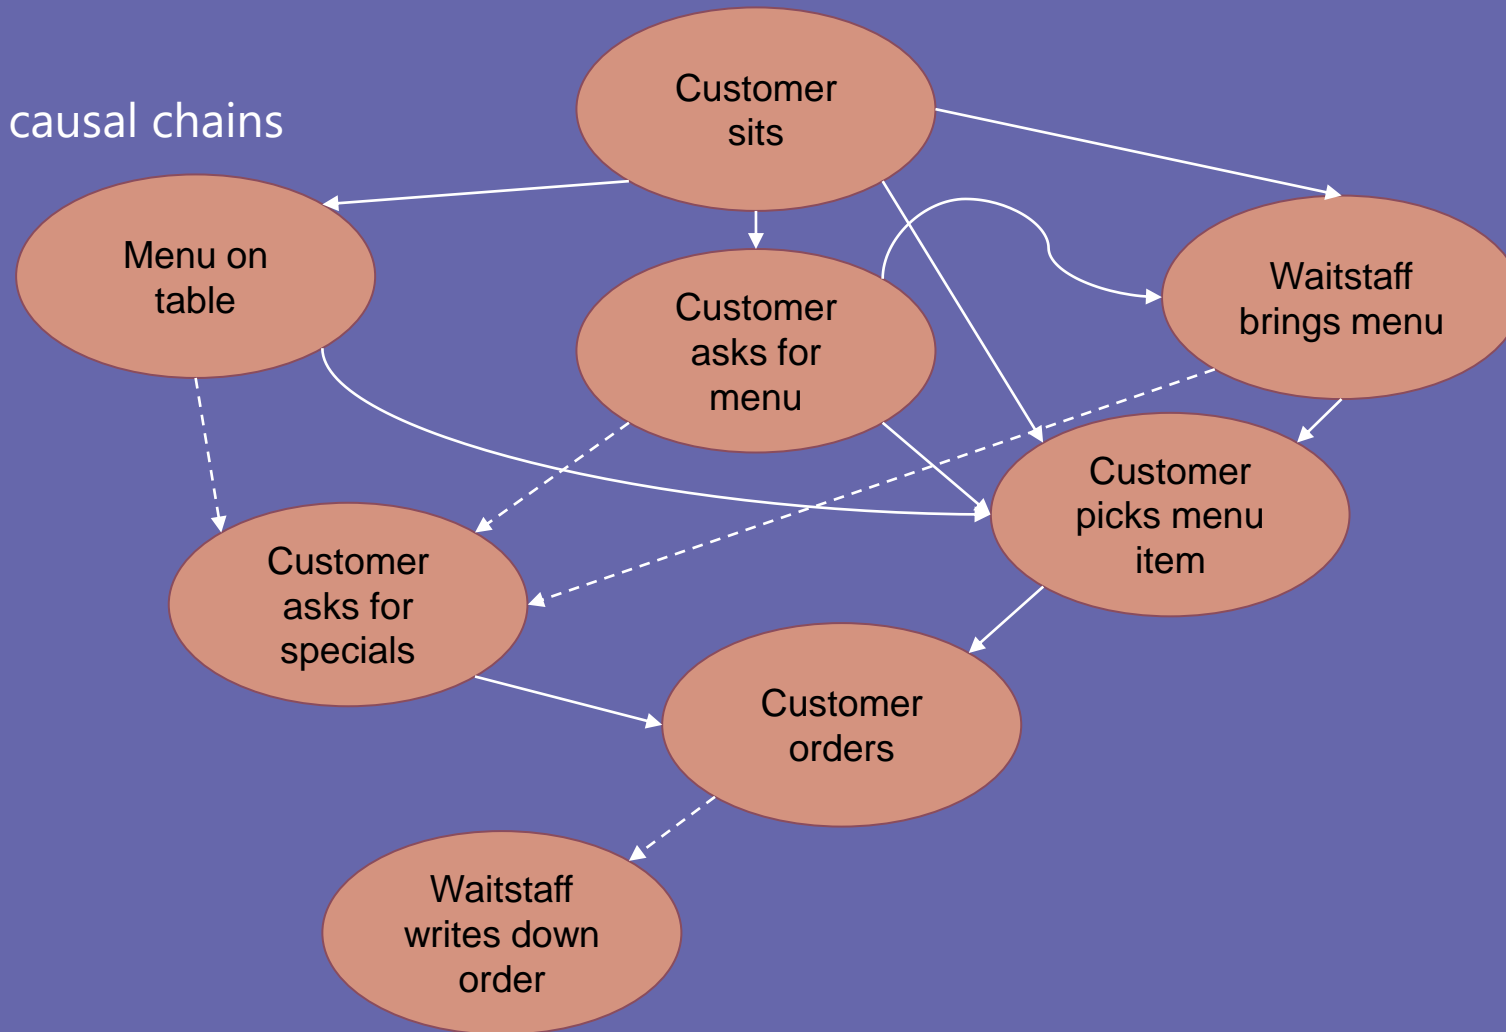 causal chains
Customer
sits
Menu on
table
Customer
asks for
menu
Waitstaff
brings menu
Customer
picks menu
item
Customer
asks for
specials
Customer
orders
Waitstaff
writes down
order